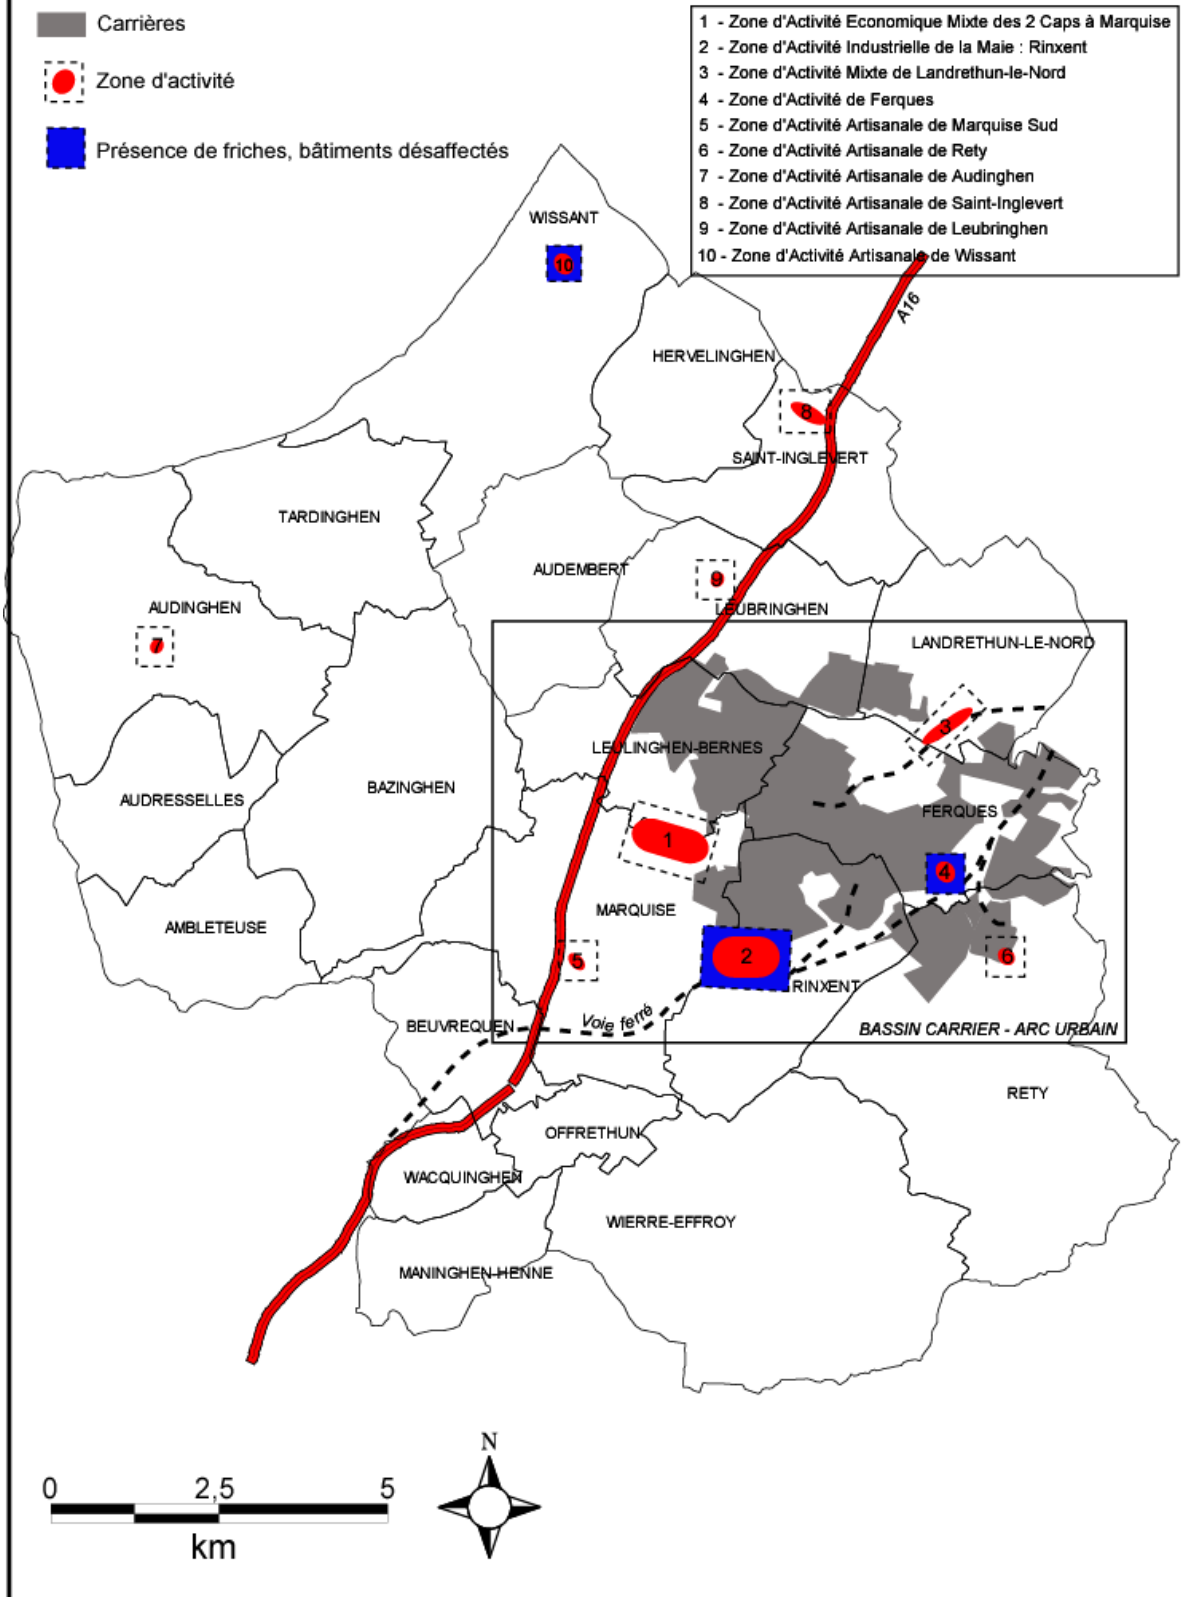 Carrières
Zone d'activité
Présence de friches, bâtiments désaffectés
1 - Zone d'Activité Economique Mixte des 2 Caps à Marquise
2 - Zone d'Activité Industrielle de la Maie : Rinxent
3 - Zone d'Activité Mixte de Landrethun-le-Nord
4 - Zone d'Activité de Ferques
5 - Zone d'Activité Artisanale de Marquise Sud
6 - Zone d'Activité Artisanale de Rety
7 - Zone d'Activité Artisanale de Audinghen
8 - Zone d'Activité Artisanale de Saint-Inglevert
9 - Zone d'Activité Artisanale de Leubringhen
10 - Zone d'Activité Artisanale de Wissant
WISSANT
10
A16
HERVELINGHEN
8
SAINT-INGLEVERT
TARDINGHEN
AUDEMBERT
9
LEUBRINGHEN
AUDINGHEN
7
LANDRETHUN-LE-NORD
3
LEULINGHEN-BERNES
BAZINGHEN
AUDRESSELLES
FERQUES
1
4
MARQUISE
AMBLETEUSE
5
2
6
RINXENT
Voie ferré
BEUVREQUEN
BASSIN CARRIER - ARC URBAIN
RETY
OFFRETHUN
WACQUINGHEN
WIERRE-EFFROY
MANINGHEN-HENNE
N
0 2,5 5
km